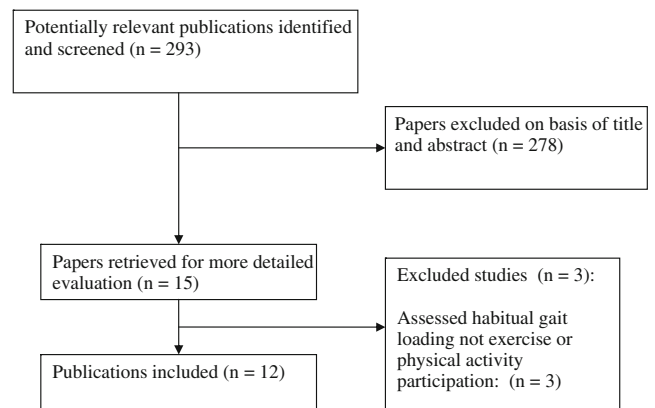 Potentially relevant publications identified
and screened (n = 293)
Papers excluded on basis of title
and abstract (n = 278)
Papers retrieved for more detailed
evaluation (n = 15)
Excluded studies (n = 3):
Assessed habitual gait
loading not exercise or
physical activity
participation: (n = 3)
Publications included (n = 12)